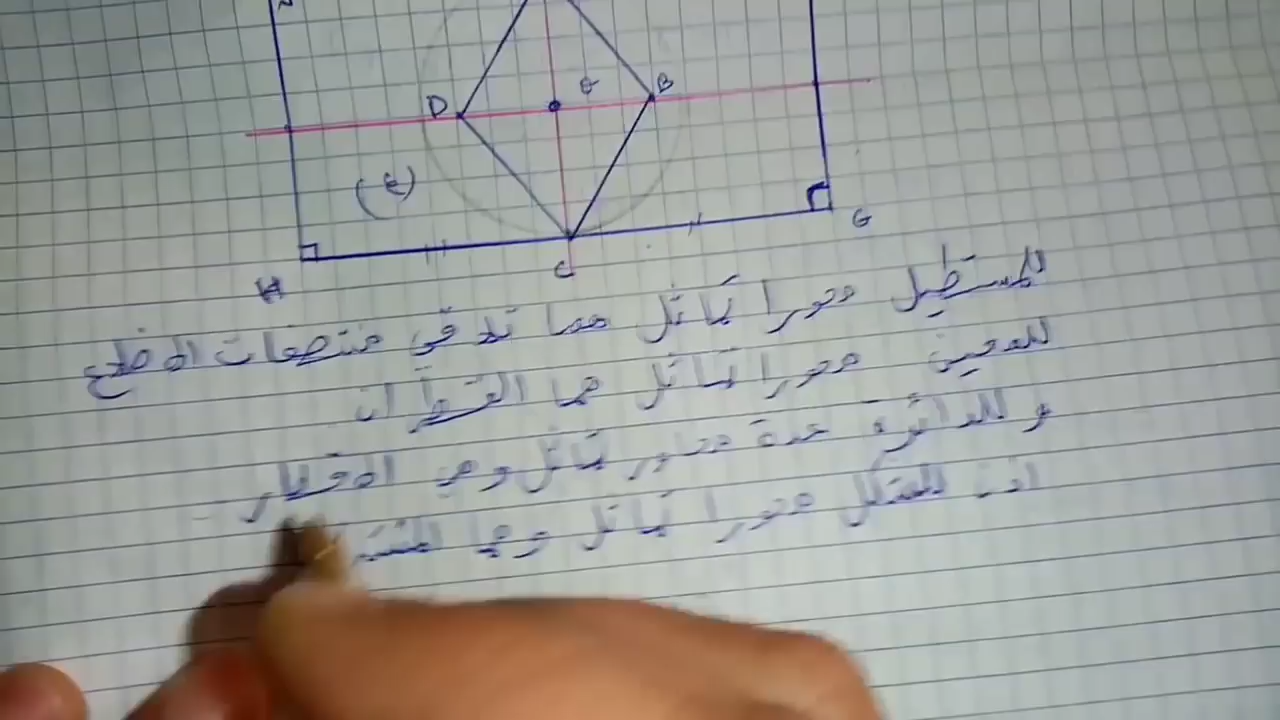 D
B
(C)
G
H
C
للمستطيل محورا تماثل هما تلاقي منتصفات الاضلاع
للمعين محورا تماثل هما القطران
و للدائرة عدة محاور تماثل وهي الاقطار
اذن للشكل محورا تماثل وهما